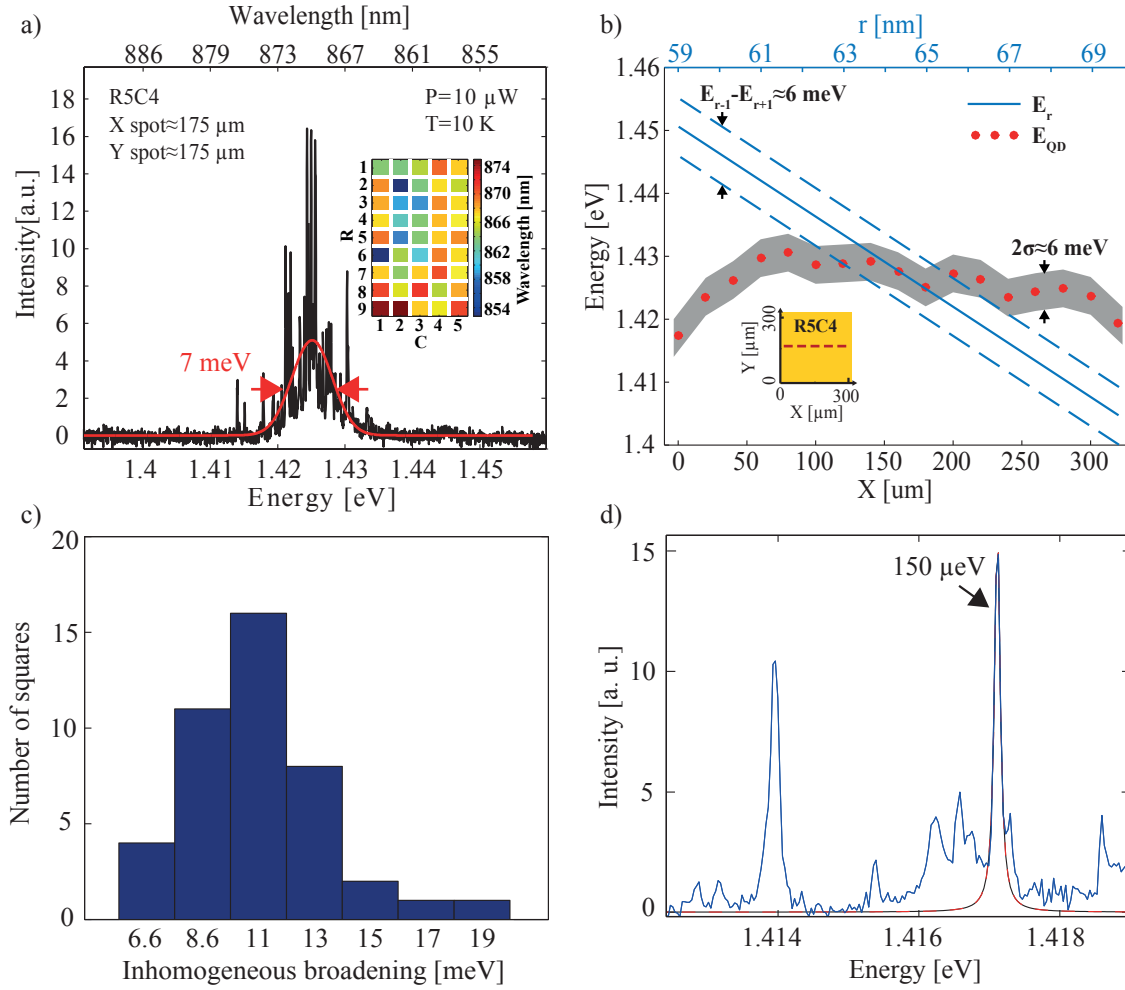 a)
Wavelength [nm]
886 879 873 867 861 855
18
16
14
12
10
8
6
4
2
0
Intensity[a.u.]
R5C4
X spot≈175 µm
Y spot≈175 µm
P=10 µW
T=10 K
7 meV
1
2
3
4
5
6
7
8
9
R
1 2 3 4 5
C
874
870
866
862
858
854
Wavelength [nm]
1.4 1.41 1.42 1.43 1.44 1.45
Energy [eV]
b)
r [nm]
59 61 63 65 67 69
1.46
1.45
1.44
1.43
1.42
1.41
1.4
Energy [eV]
Er-1-Er+1≈6 meV
Er
EQD
2σ≈6 meV
R5C4
300
0
Y [µm]
0 300
X [µm]
0 50 100 150 200 250 300
X [um]
c)
20
15
10
5
0
Number of squares
6.6 8.6 11 13 15 17 19
Inhomogeneous broadening [meV]
d)
15
10
5
0
Intensity [a. u.]
150 µeV
1.414 1.416 1.418
Energy [eV]